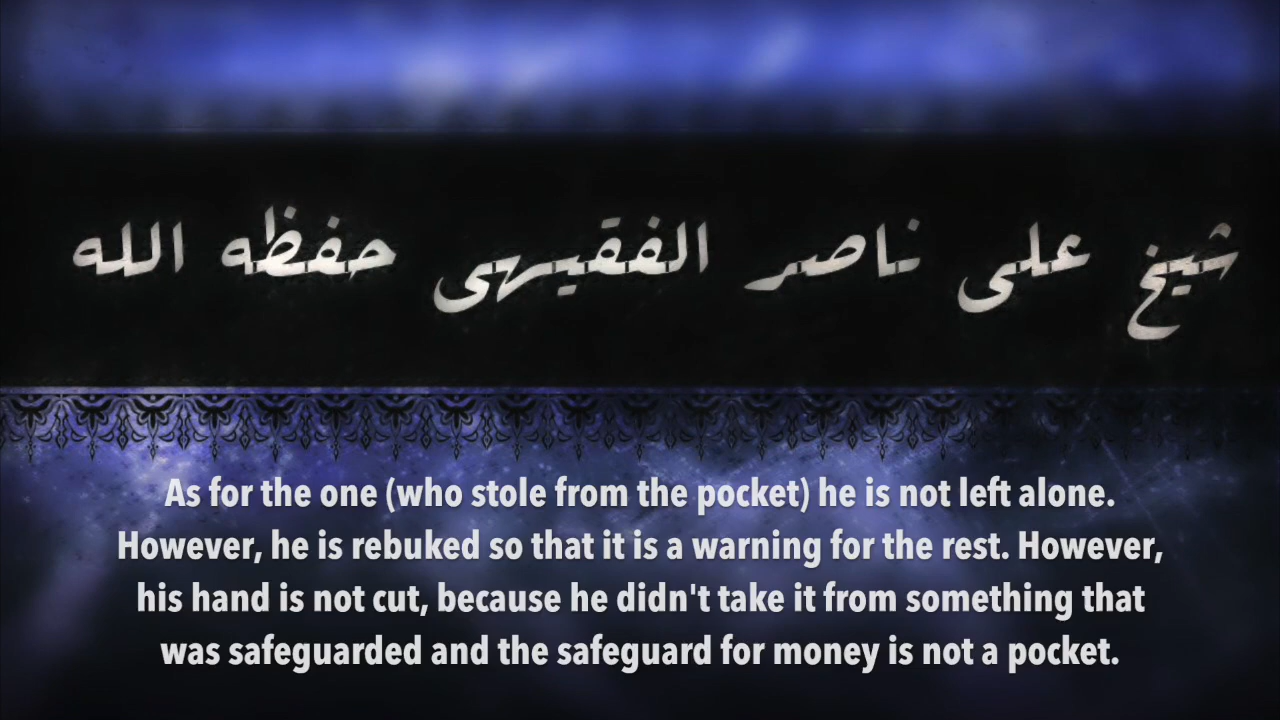 شيخ على ناصر الفقيهى حفظه الله
As for the one (who stole from the pocket) he is not left alone.
However, he is rebuked so that it is a warning for the rest. However,
his hand is not cut, because he didn't take it from something that
was safeguarded and the safeguard for money is not a pocket.